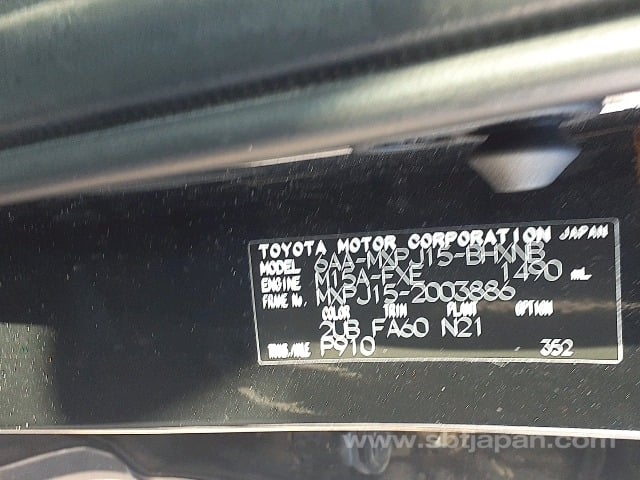 TOYOTA MOTOR CORPORATION JAPAN
MODEL 6AA-MXPJ15-BHXNB
ENGINE M15A-FXE 1490 mL
FRAME No. MXPJ15-2003886
COLOR TRIM PLANT OPTION
2UB FA60 N21
TRANS./AXLE P910 352
www.sbtjapan.com